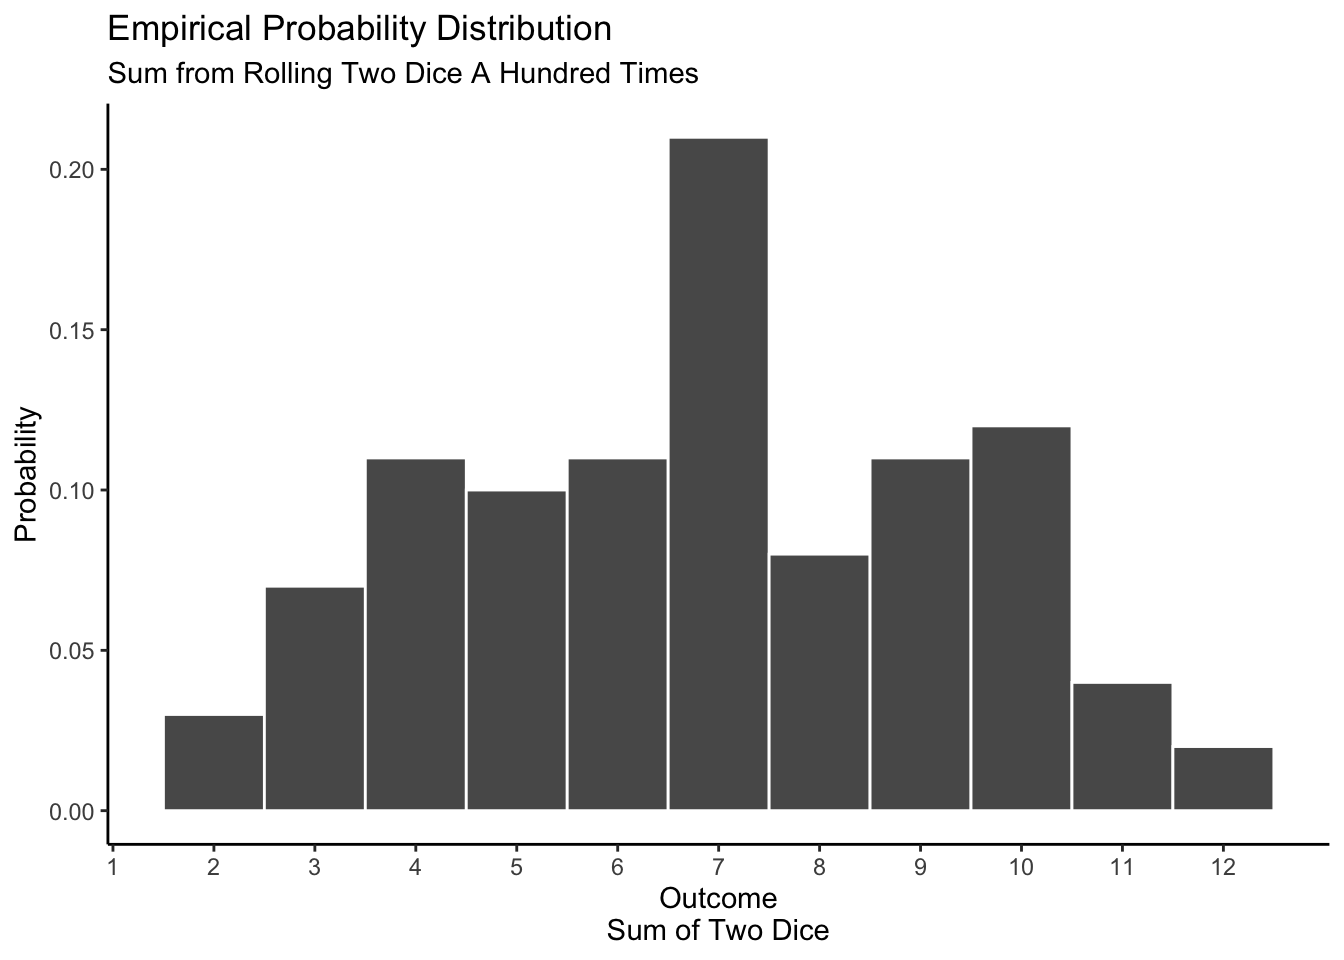 Empirical Probability Distribution
Sum from Rolling Two Dice A Hundred Times
Probability
0.20
0.15
0.10
0.05
0.00
1 2 3 4 5 6 7 8 9 10 11 12
Outcome
Sum of Two Dice